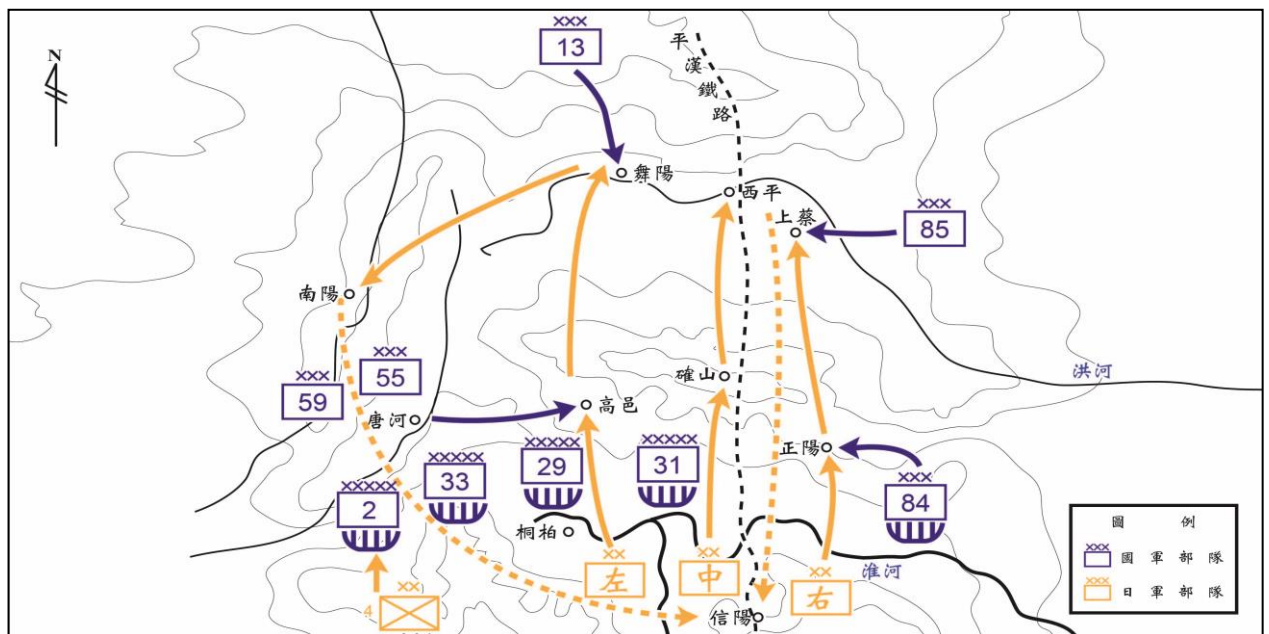 N
×××
13
平漢鐵路
舞陽
西平
上蔡
×××
85
南陽
×××
55
×××
59
唐河
高邑
確山
洪河
×××××
33
×××××
29
×××××
31
正陽
×××
84
×××××
2
桐柏
××
左
××
中
××
右
淮河
4
××
信陽
圖例
×××
國軍部隊
×××
日軍部隊